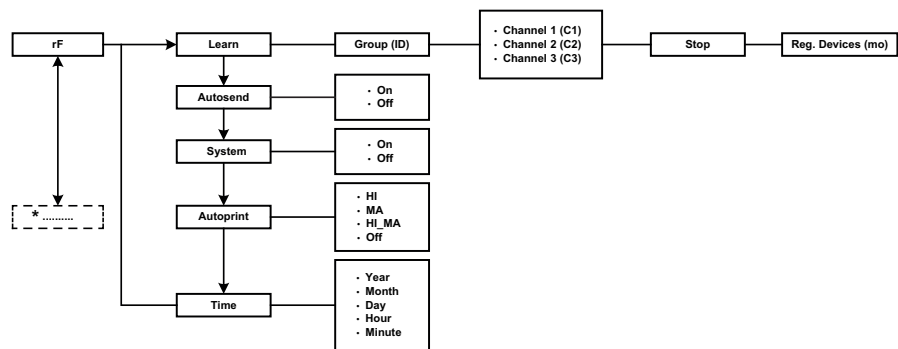 rF
Learn
Group (ID)
· Channel 1 (C1)
· Channel 2 (C2)
· Channel 3 (C3)
Stop
Reg. Devices (mo)
Autosend
· On
· Off
System
· On
· Off
* ..........
Autoprint
· HI
· MA
· HI_MA
· Off
Time
· Year
· Month
· Day
· Hour
· Minute